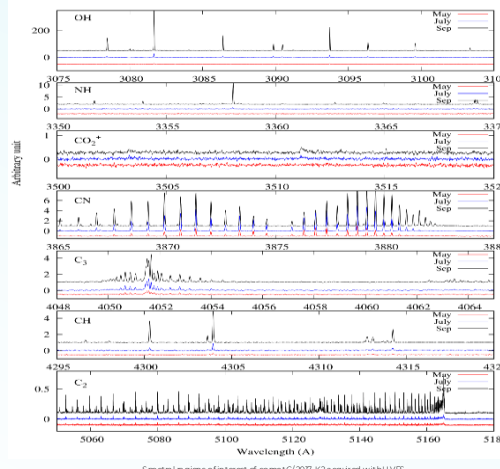 OH
May
July
Sep
200
0
3075 3080 3085 3090 3095 3100
NH
May
July
Sep
10
5
0
3350 3355 3360 3365
CO2+
May
July
Sep
1
0
3500 3505 3510 3515
CN
May
July
Sep
6
4
2
0
3865 3870 3875 3880
C3
May
July
Sep
4
2
0
4048 4050 4052 4054 4056 4058 4060 4062 4064
CH
May
July
Sep
4
2
0
4295 4300 4305 4310 4315
C2
May
July
Sep
0.5
0.0
5060 5080 5100 5120 5140 5160
Wavelength (A)
Arbitrary unit